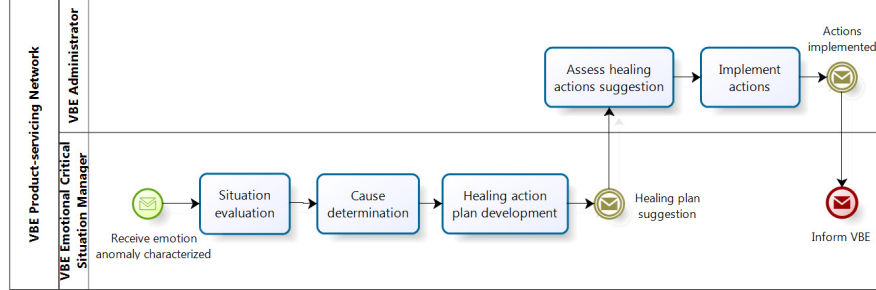 VBE Product-servicing Network
VBE Administrator
Assess healing
actions suggestion
Implement
actions
Actions
implemented
VBE Emotional Critical
Situation Manager
Receive emotion
anomaly characterized
Situation
evaluation
Cause
determination
Healing action
plan development
Healing plan
suggestion
Inform VBE